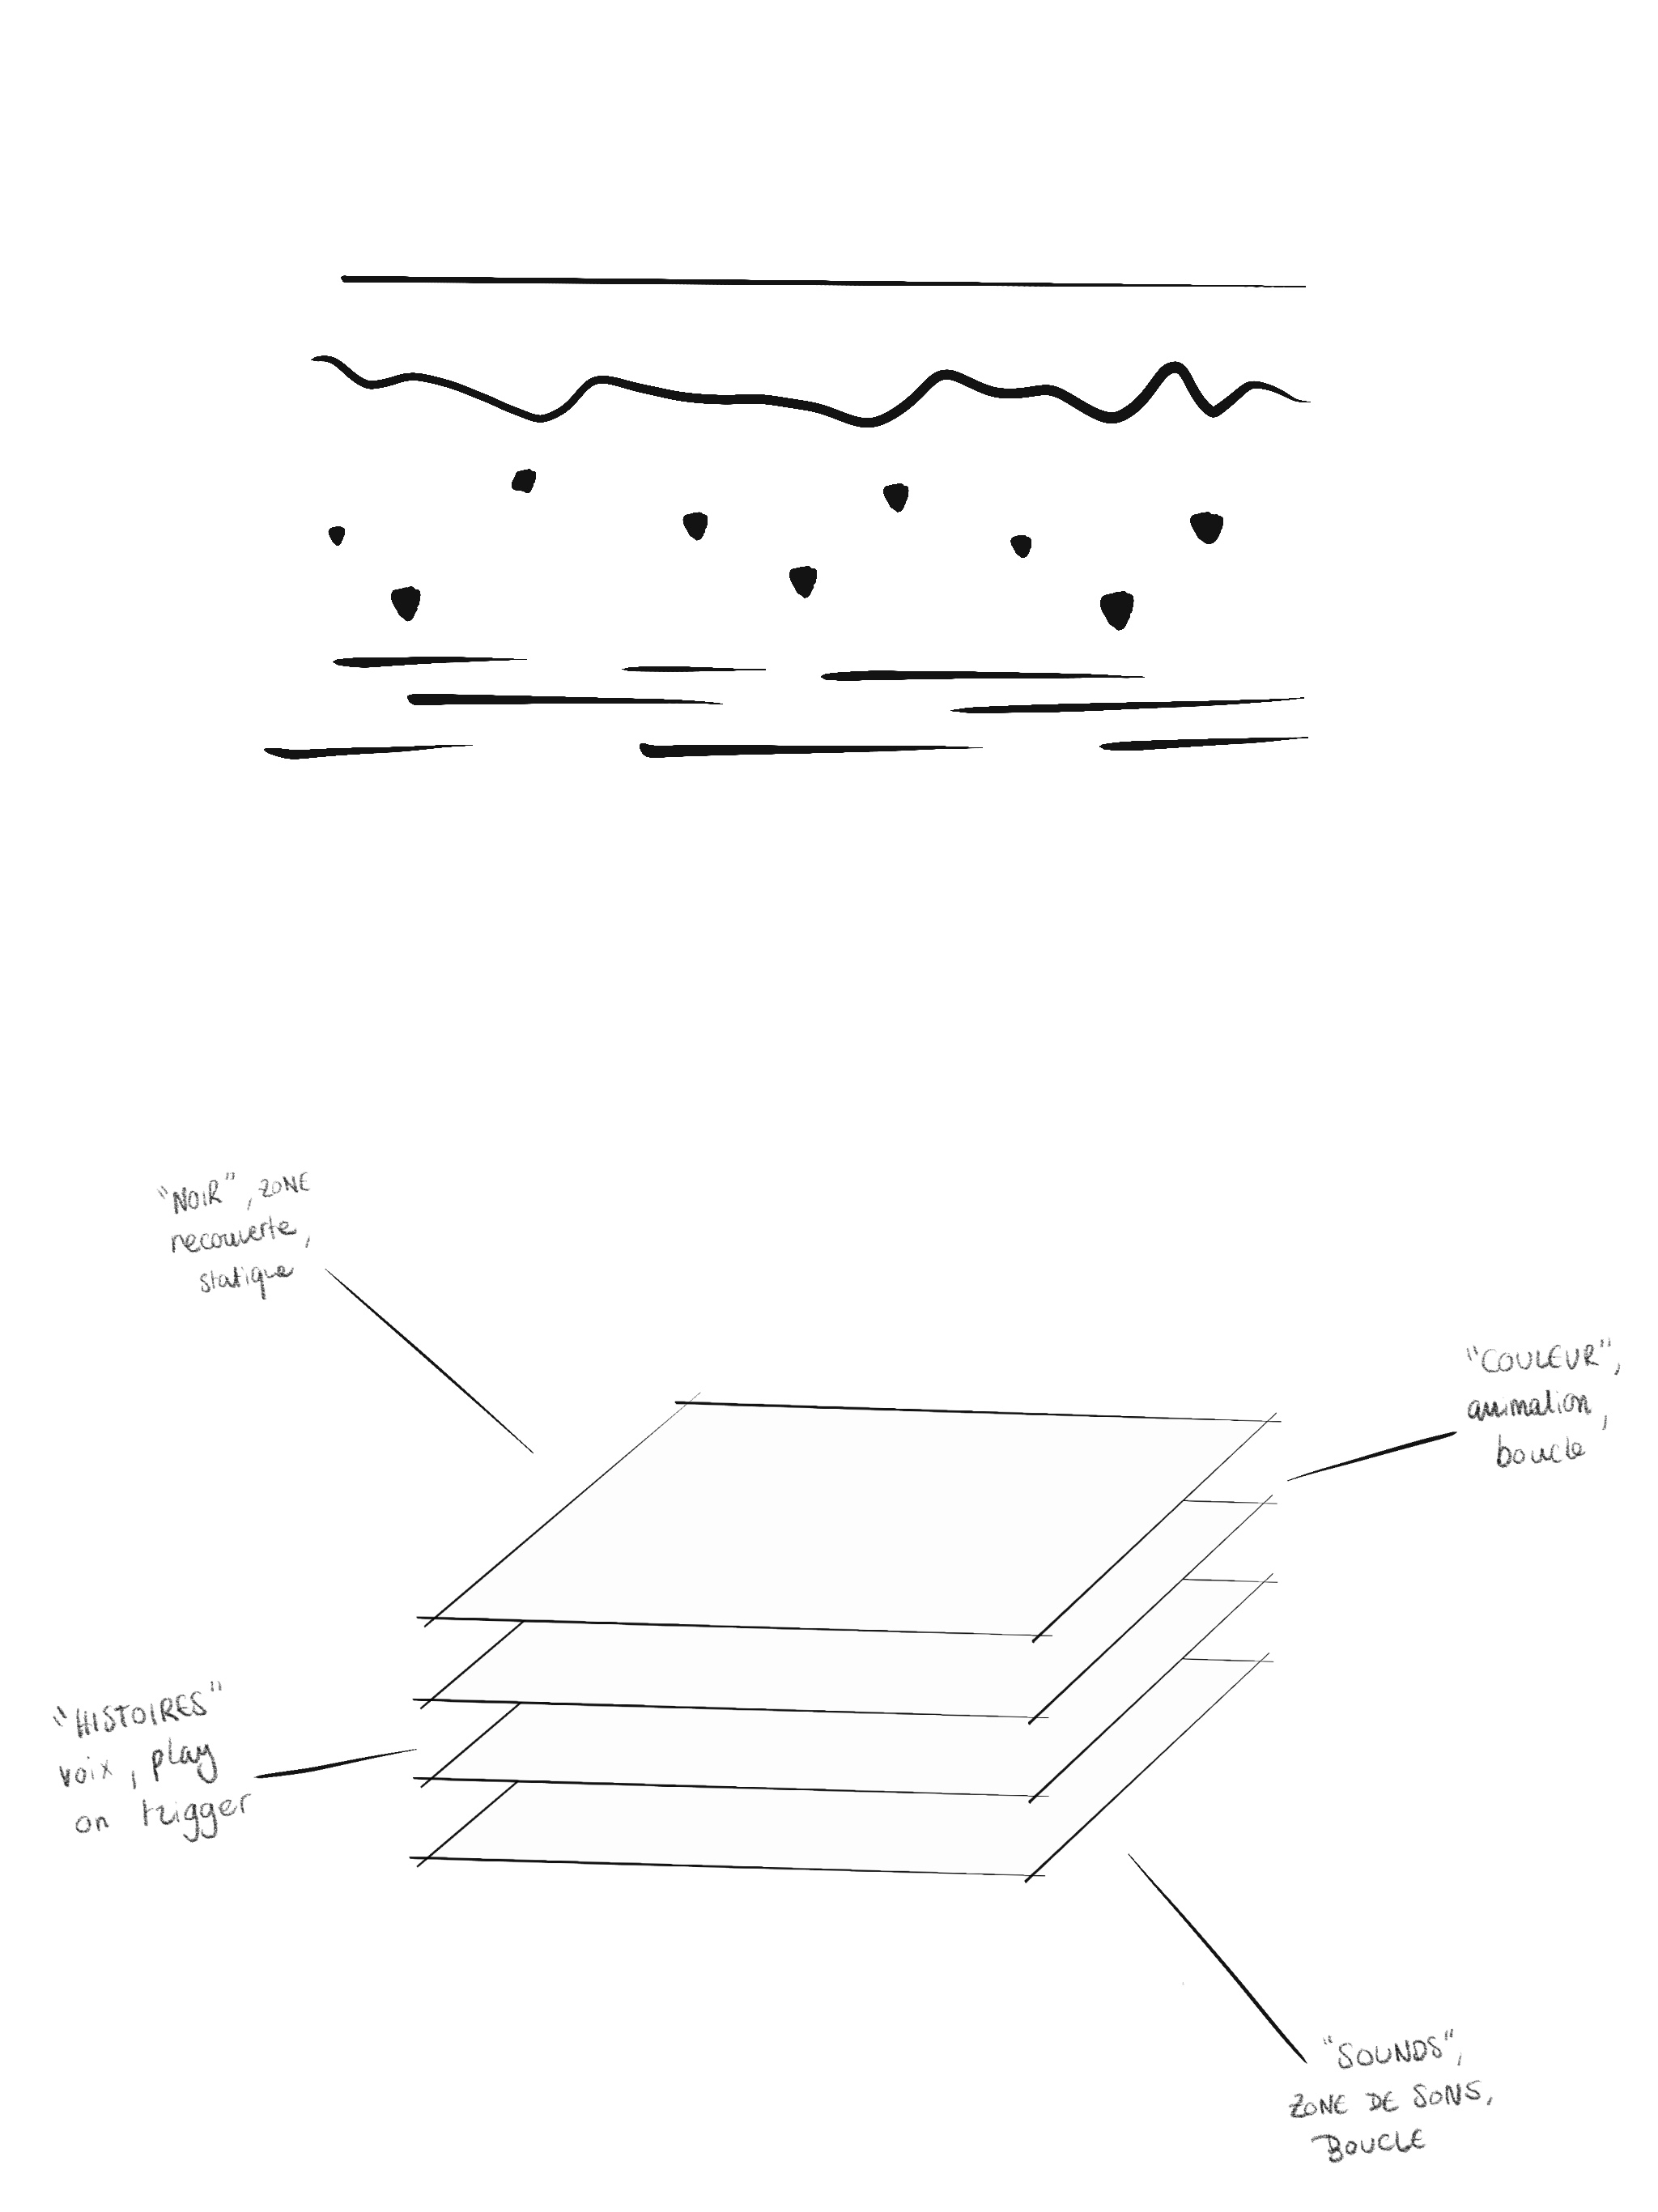 "NOIR", ZONE
recouverte,
statique
"COULEUR",
animation,
boucle
"HISTOIRES"
voix, play
on trigger
"SOUNDS",
ZONE DE SONS,
BOUCLE